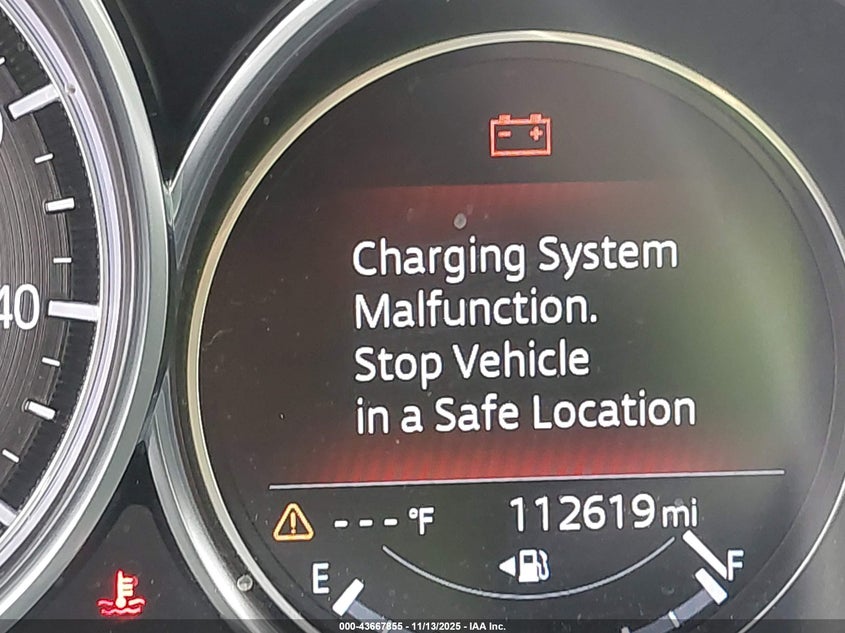 40
- +
Charging System
Malfunction.
Stop Vehicle
in a Safe Location
! ---°F 112619 mi
E F
000-43667855 - 11/13/2025 - IAA Inc.